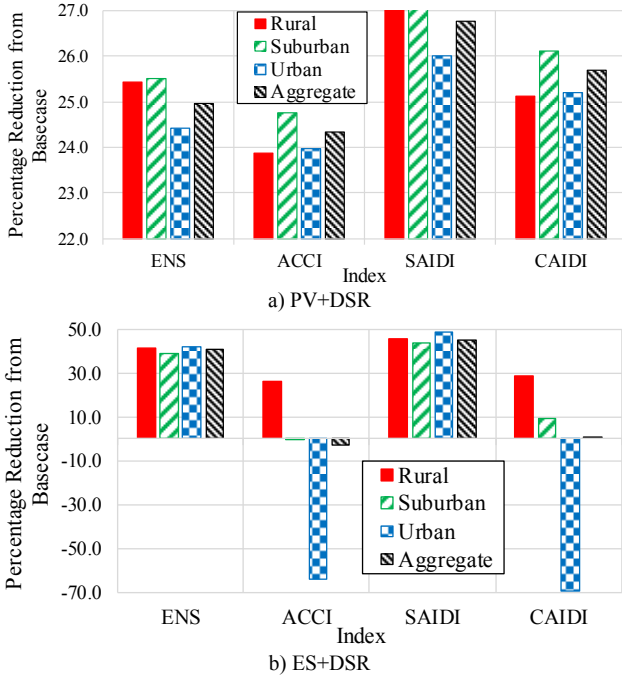 Percentage Reduction from
Basecase
27.0
26.0
25.0
24.0
23.0
22.0
Rural
Suburban
Urban
Aggregate
ENS
ACCI
SAIDI
CAIDI
Index
a) PV+DSR
Percentage Reduction from
Basecase
50.0
30.0
10.0
-10.0
-30.0
-50.0
-70.0
Rural
Suburban
Urban
Aggregate
ENS
ACCI
SAIDI
CAIDI
Index
b) ES+DSR